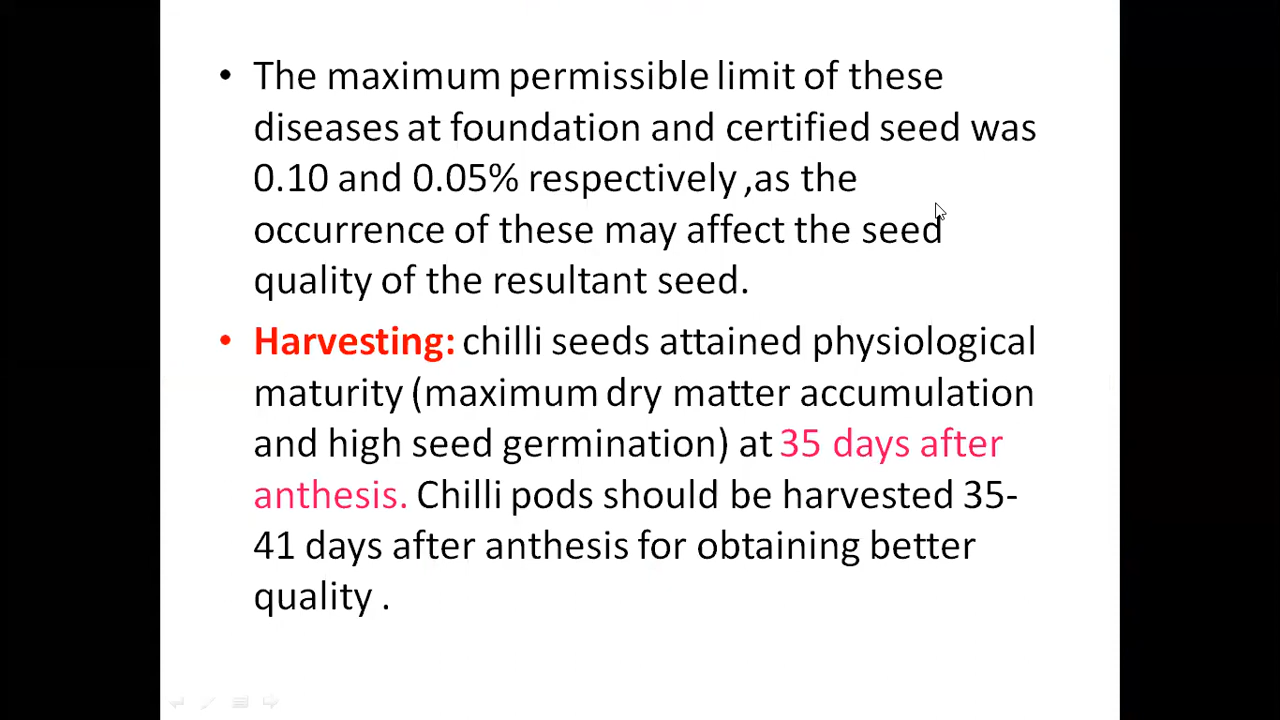 • The maximum permissible limit of these
diseases at foundation and certified seed was
0.10 and 0.05% respectively ,as the
occurrence of these may affect the seed
quality of the resultant seed.
• Harvesting: chilli seeds attained physiological
maturity (maximum dry matter accumulation
and high seed germination) at 35 days after
anthesis. Chilli pods should be harvested 35-
41 days after anthesis for obtaining better
quality .